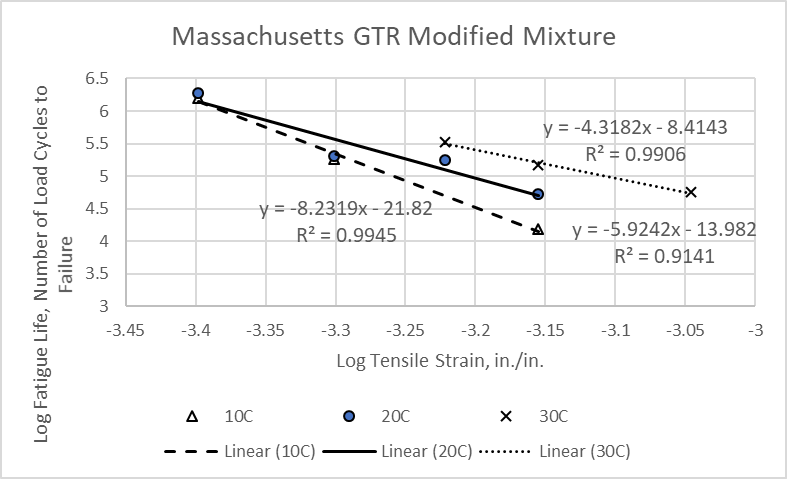 Massachusetts GTR Modified Mixture
Log Fatigue Life, Number of Load Cycles to
Failure
6.5
6
5.5
5
4.5
4
3.5
3
y = -4.3182x - 8.4143
R² = 0.9906
y = -8.2319x - 21.82
R² = 0.9945
y = -5.9242x - 13.982
R² = 0.9141
-3.45 -3.4 -3.35 -3.3 -3.25 -3.2 -3.15 -3.1 -3.05 -3
Log Tensile Strain, in./in.
10C 20C 30C
Linear (10C) Linear (20C) Linear (30C)